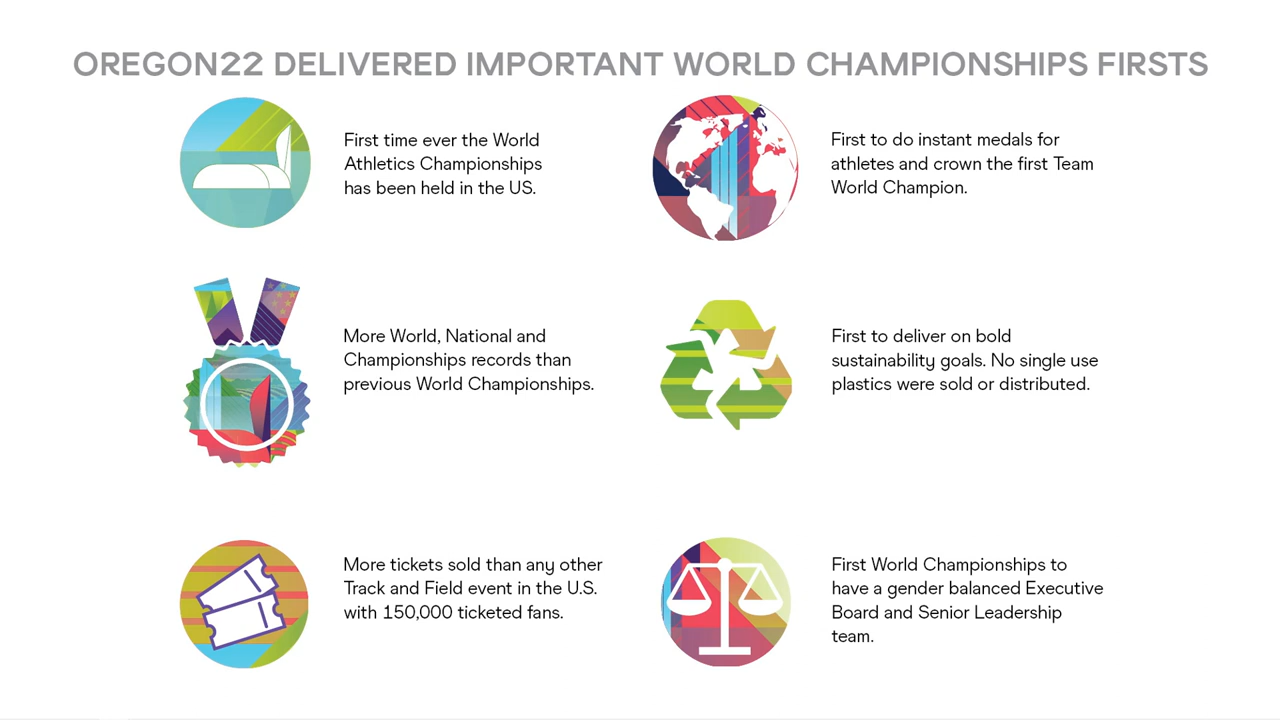 OREGON22 DELIVERED IMPORTANT WORLD CHAMPIONSHIPS FIRSTS
First time ever the World
Athletics Championships
has been held in the US.
First to do instant medals for
athletes and crown the first Team
World Champion.
More World, National and
Championships records than
previous World Championships.
First to deliver on bold
sustainability goals. No single use
plastics were sold or distributed.
More tickets sold than any other
Track and Field event in the U.S.
with 150,000 ticketed fans.
First World Championships to
have a gender balanced Executive
Board and Senior Leadership
team.